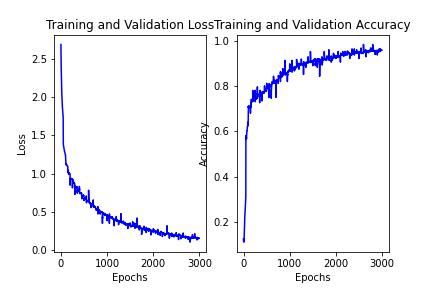 Training and Validation Loss
Loss
2.5
2.0
1.5
1.0
0.5
0.0
0 1000 2000 3000
Epochs
Training and Validation Accuracy
Accuracy
1.0
0.8
0.6
0.4
0.2
0 1000 2000 3000
Epochs